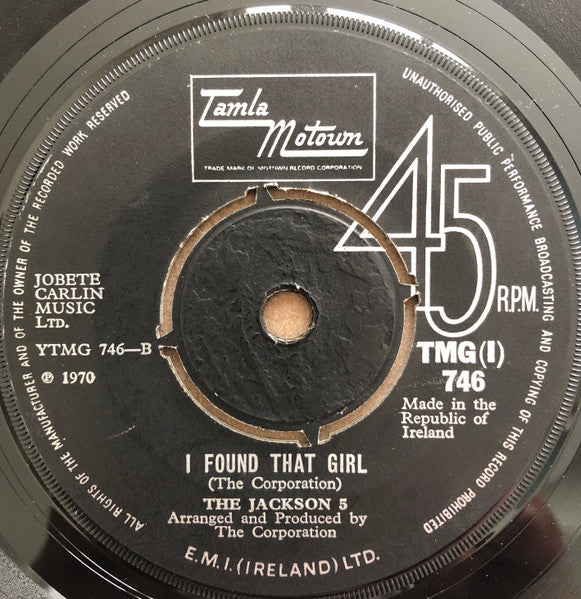 ALL RIGHTS OF THE MANUFACTURER AND OF THE OWNER OF THE RECORDED WORK RESERVED
UNAUTHORISED PUBLIC PERFORMANCE BROADCASTING AND COPYING OF THIS RECORD PROHIBITED
Tamla
Motown
TRADE MARK OF MOTOWN RECORD CORPORATION
45
R.P.M.
JOBETE
CARLIN
MUSIC
LTD.
YTMG 746—B
℗ 1970
TMG(I)
746
Made in the
Republic of
Ireland
I FOUND THAT GIRL
(The Corporation)
THE JACKSON 5
Arranged and Produced by
The Corporation
E.M.I.(IRELAND) LTD.